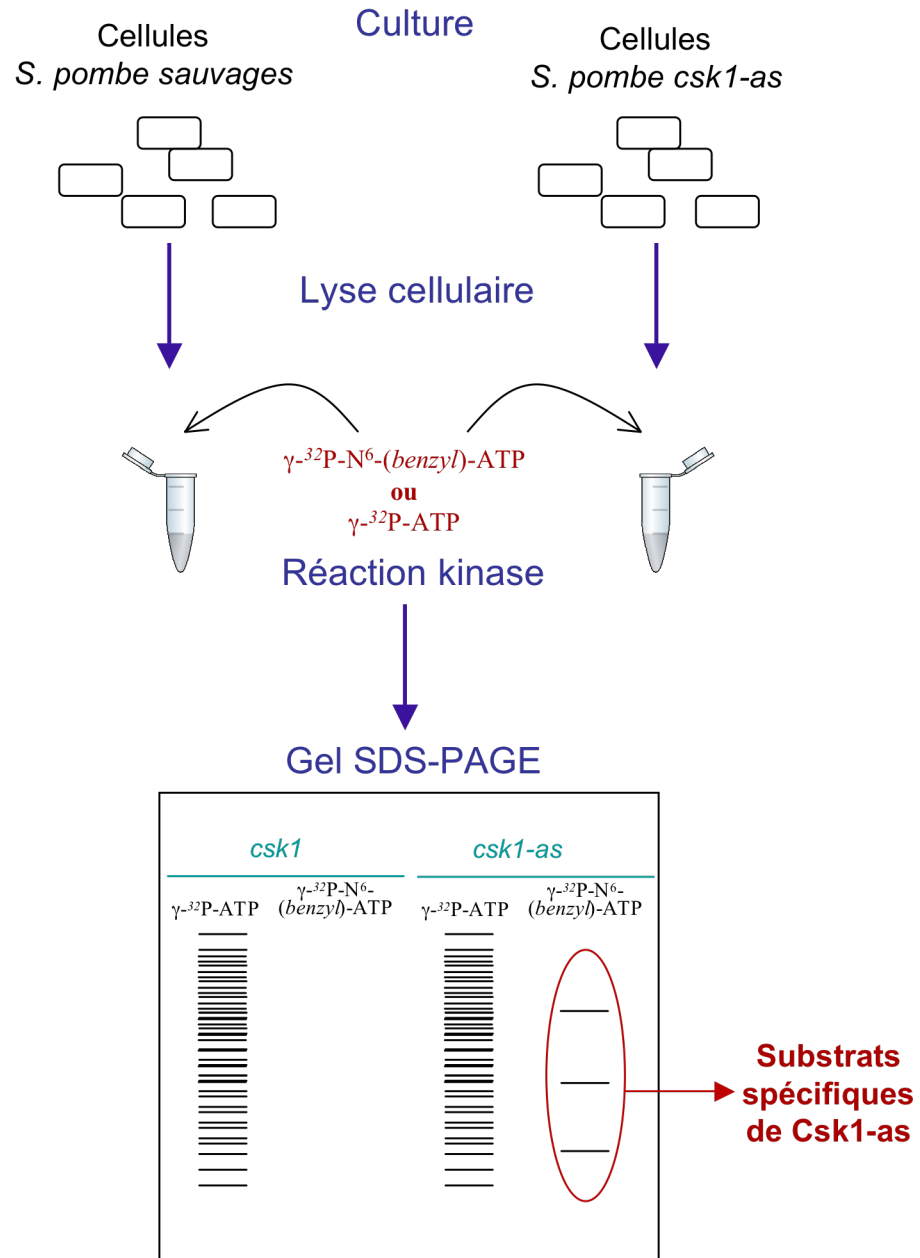 Culture
Cellules
S. pombe sauvages
Cellules
S. pombe csk1-as
Lyse cellulaire
γ-³²P-N⁶-(benzyl)-ATP
ou
γ-³²P-ATP
Réaction kinase
Gel SDS-PAGE
csk1
csk1-as
γ-³²P-ATP
γ-³²P-N⁶-
(benzyl)-ATP
γ-³²P-ATP
γ-³²P-N⁶-
(benzyl)-ATP
Substrats
spécifiques
de Csk1-as